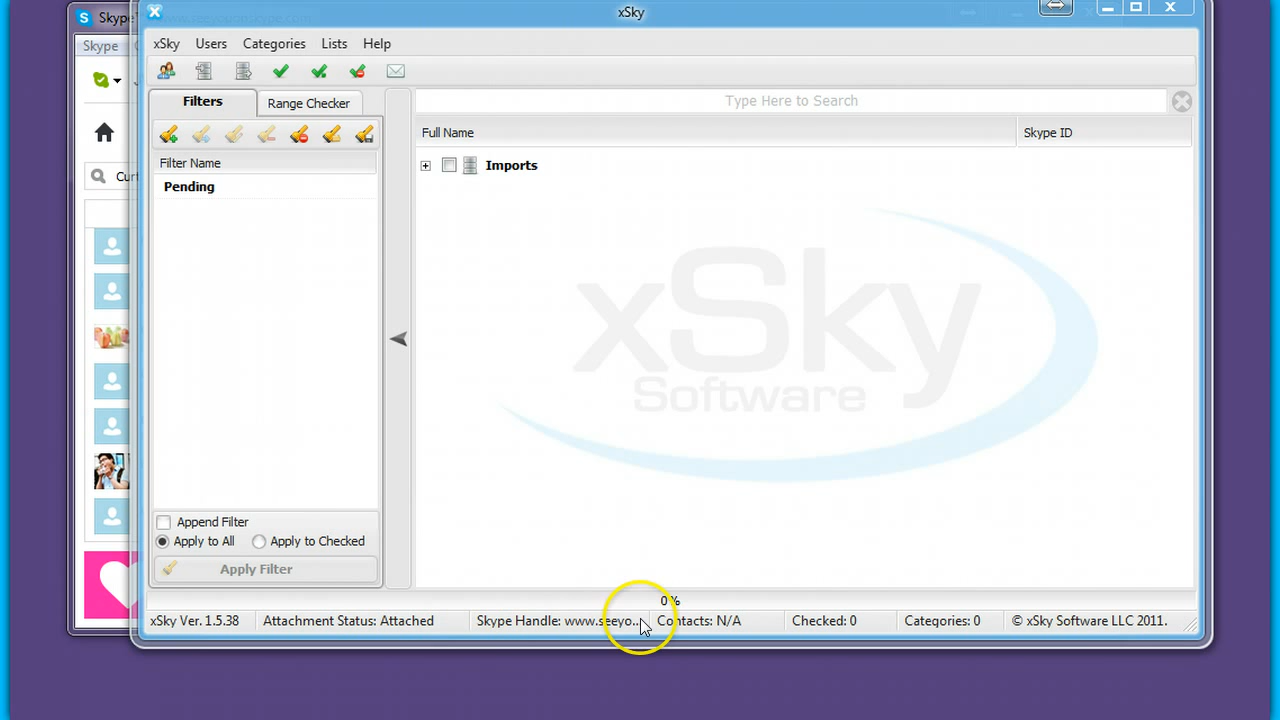 Skype
xSky
Skype
xSky Users Categories Lists Help
Filters Range Checker
Type Here to Search
Full Name Skype ID
Filter Name
Imports
Pending
xSky
Software
Append Filter
Apply to All Apply to Checked
Apply Filter
0%
xSky Ver. 1.5.38 Attachment Status: Attached Skype Handle: www.seeyo... Contacts: N/A Checked: 0 Categories: 0 © xSky Software LLC 2011.